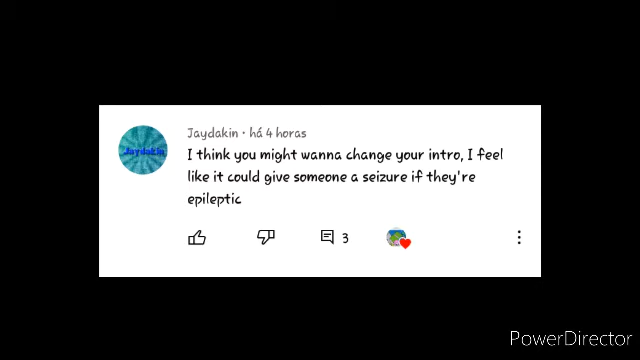 Jaydakin
Jaydakin • há 4 horas
I think you might wanna change your intro, I feel
like it could give someone a seizure if they're
epileptic
3
PowerDirector